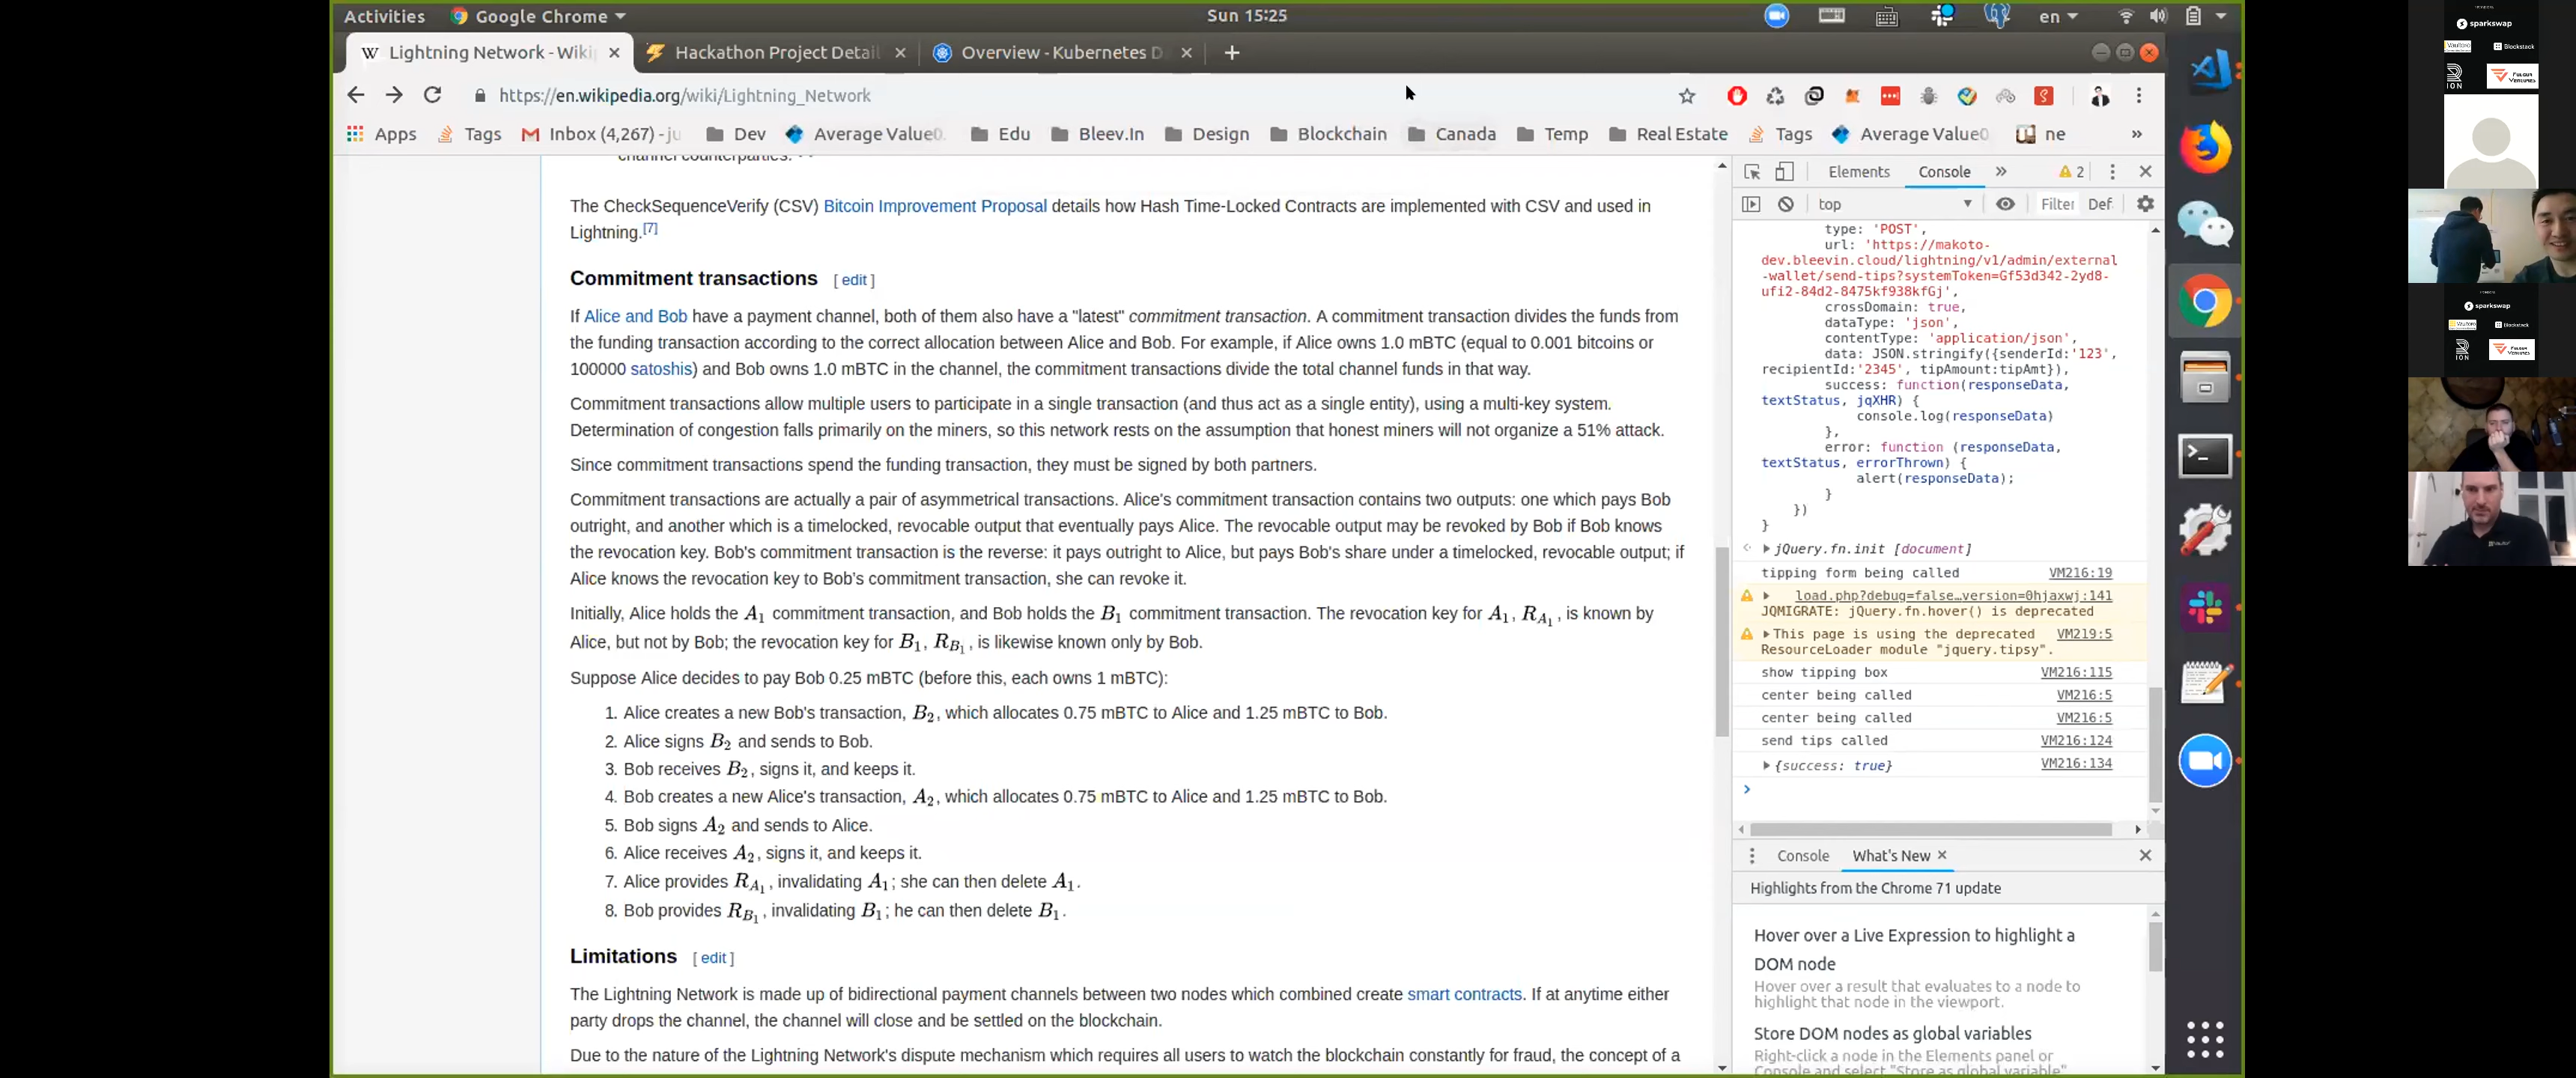 Activities
Google Chrome
Sun 15:25
en
Lightning Network - Wiki
Hackathon Project Detail
Overview - Kubernetes D
https://en.wikipedia.org/wiki/Lightning_Network
Apps
Tags
Inbox (4,267) - ju
Dev
Average Value0
Edu
Bleev.In
Design
Blockchain
Canada
Temp
Real Estate
Tags
Average Value0
ne
»
channel counterparties.
The CheckSequenceVerify (CSV) Bitcoin Improvement Proposal details how Hash Time-Locked Contracts are implemented with CSV and used in
Lightning.[7]
Commitment transactions [ edit ]
If Alice and Bob have a payment channel, both of them also have a "latest" commitment transaction. A commitment transaction divides the funds from
the funding transaction according to the correct allocation between Alice and Bob. For example, if Alice owns 1.0 mBTC (equal to 0.001 bitcoins or
100000 satoshis) and Bob owns 1.0 mBTC in the channel, the commitment transactions divide the total channel funds in that way.
Commitment transactions allow multiple users to participate in a single transaction (and thus act as a single entity), using a multi-key system.
Determination of congestion falls primarily on the miners, so this network rests on the assumption that honest miners will not organize a 51% attack.
Since commitment transactions spend the funding transaction, they must be signed by both partners.
Commitment transactions are actually a pair of asymmetrical transactions. Alice's commitment transaction contains two outputs: one which pays Bob
outright, and another which is a timelocked, revocable output that eventually pays Alice. The revocable output may be revoked by Bob if Bob knows
the revocation key. Bob's commitment transaction is the reverse: it pays outright to Alice, but pays Bob's share under a timelocked, revocable output; if
Alice knows the revocation key to Bob's commitment transaction, she can revoke it.
Initially, Alice holds the A₁ commitment transaction, and Bob holds the B₁ commitment transaction. The revocation key for A₁, R_A₁, is known by
Alice, but not by Bob; the revocation key for B₁, R_B₁, is likewise known only by Bob.
Suppose Alice decides to pay Bob 0.25 mBTC (before this, each owns 1 mBTC):
1. Alice creates a new Bob's transaction, B₂, which allocates 0.75 mBTC to Alice and 1.25 mBTC to Bob.
2. Alice signs B₂ and sends to Bob.
3. Bob receives B₂, signs it, and keeps it.
4. Bob creates a new Alice's transaction, A₂, which allocates 0.75 mBTC to Alice and 1.25 mBTC to Bob.
5. Bob signs A₂ and sends to Alice.
6. Alice receives A₂, signs it, and keeps it.
7. Alice provides R_A₁, invalidating A₁; she can then delete A₁.
8. Bob provides R_B₁, invalidating B₁; he can then delete B₁.
Limitations [ edit ]
The Lightning Network is made up of bidirectional payment channels between two nodes which combined create smart contracts. If at anytime either
party drops the channel, the channel will close and be settled on the blockchain.
Due to the nature of the Lightning Network's dispute mechanism which requires all users to watch the blockchain constantly for fraud, the concept of a
Elements
Console
»
2
top
Filter
Def
type: 'POST',
url: 'https://makoto-
dev.bleevin.cloud/lightning/v1/admin/external
-wallet/send-tips?systemToken=Gf53d342-2yd8-
ufi2-84d2-8475kf938kfGj',
crossDomain: true,
dataType: 'json',
contentType: 'application/json',
data: JSON.stringify({senderId:'123',
recipientId:'2345', tipAmount:tipAmt}),
success: function(responseData,
textStatus, jqXHR) {
console.log(responseData)
},
error: function (responseData,
textStatus, errorThrown) {
alert(responseData);
}
})
}
jQuery.fn.init [document]
tipping form being called VM216:19
load.php?debug=false…version=0hjaxwj:141
JQMIGRATE: jQuery.fn.hover() is deprecated
This page is using the deprecated VM219:5
ResourceLoader module "jquery.tipsy".
show tipping box VM216:115
center being called VM216:5
center being called VM216:5
send tips called VM216:124
{success: true} VM216:134
Console
What's New
Highlights from the Chrome 71 update
Hover over a Live Expression to highlight a
DOM node
Hover over a result that evaluates to a node to
highlight that node in the viewport.
Store DOM nodes as global variables
Right-click a node in the Elements panel or
Console and select "Store as global variable"
sparkswap
Vaultoro
Blockstack
ION
FULGUR VENTURES
sparkswap
Vaultoro
Blockstack
ION
FULGUR VENTURES